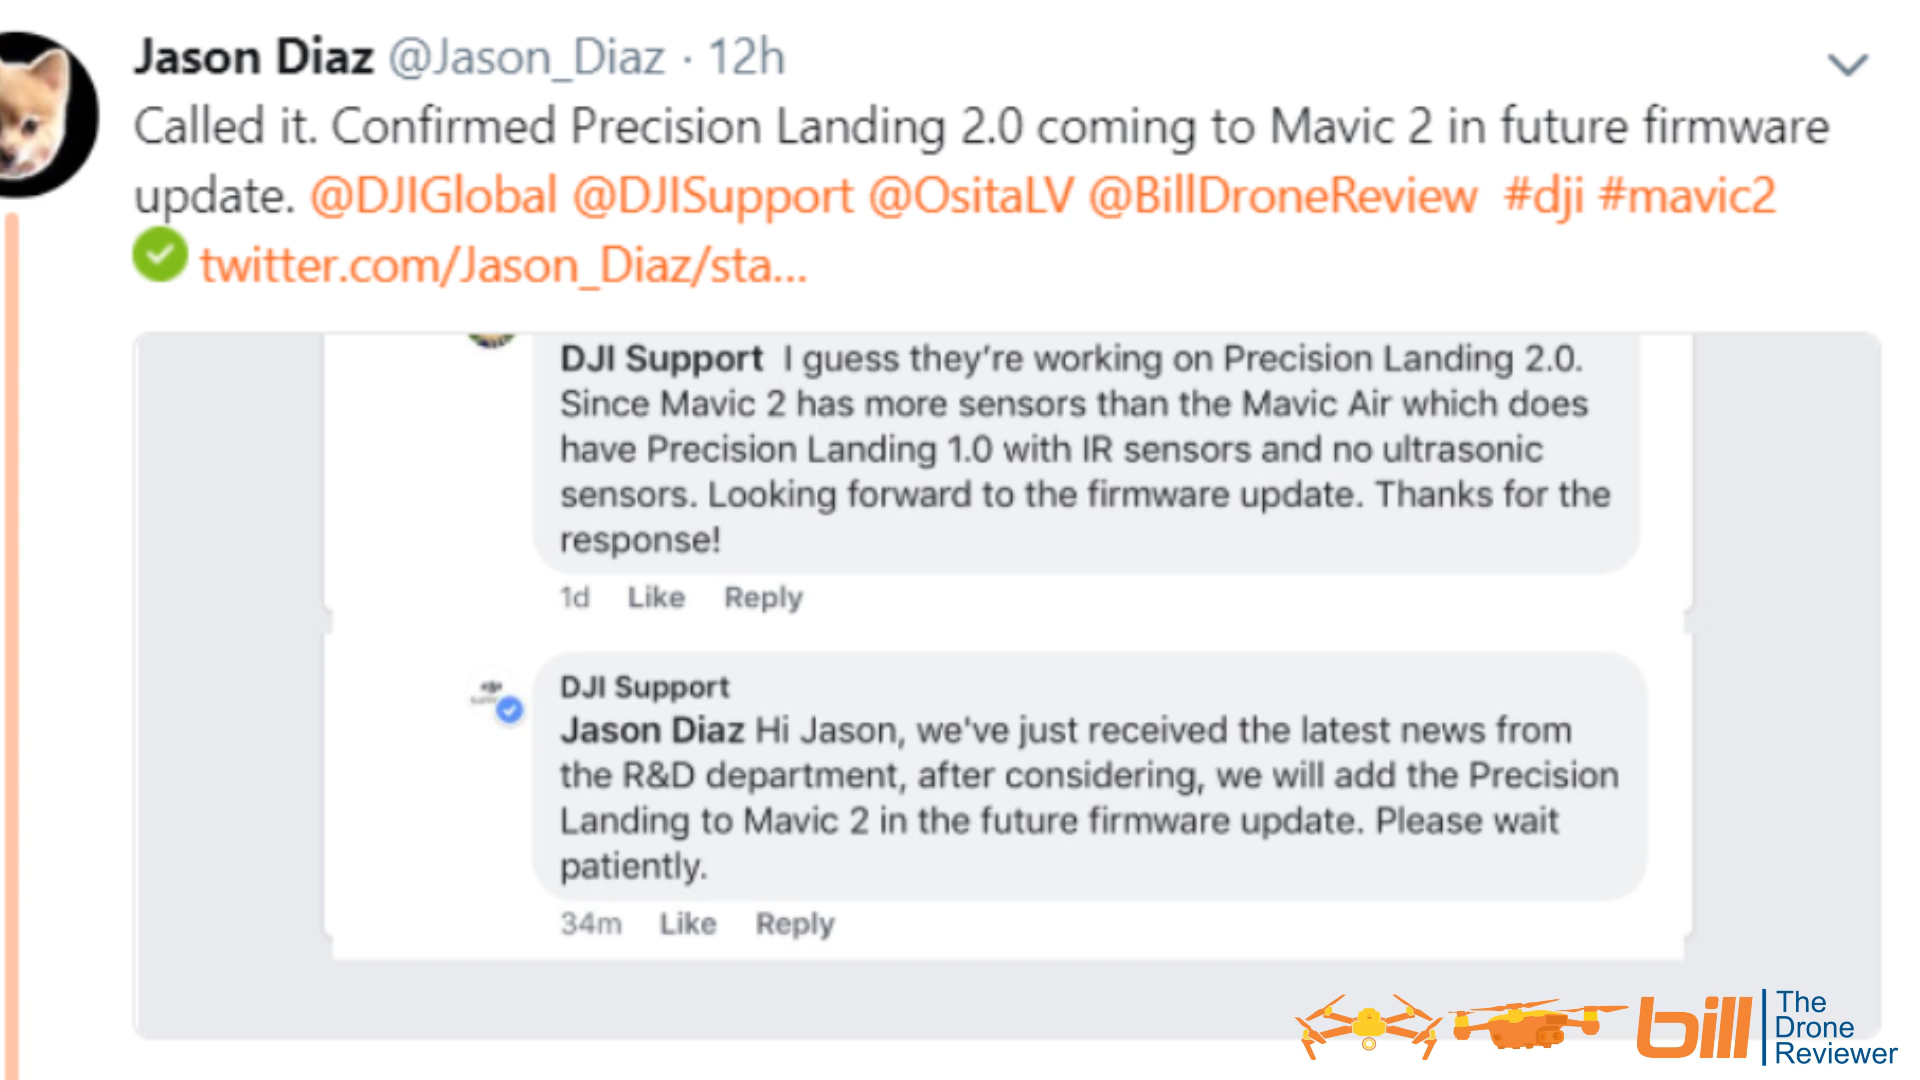 Jason Diaz @Jason_Diaz · 12h
Called it. Confirmed Precision Landing 2.0 coming to Mavic 2 in future firmware
update. @DJIGlobal @DJISupport @OsitaLV @BillDroneReview #dji #mavic2
twitter.com/Jason_Diaz/sta...
DJI Support I guess they're working on Precision Landing 2.0.
Since Mavic 2 has more sensors than the Mavic Air which does
have Precision Landing 1.0 with IR sensors and no ultrasonic
sensors. Looking forward to the firmware update. Thanks for the
response!
1d Like Reply
DJI Support
Jason Diaz Hi Jason, we've just received the latest news from
the R&D department, after considering, we will add the Precision
Landing to Mavic 2 in the future firmware update. Please wait
patiently.
34m Like Reply
bill
The
Drone
Reviewer